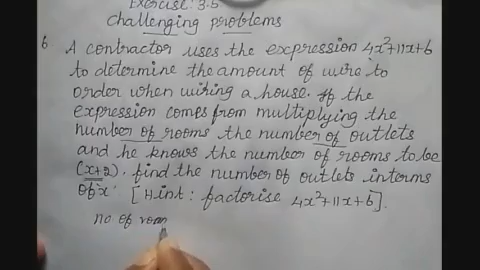 Exercise: 3.5
Challenging problems
6 A contractor uses the expression 4x²+11x+6
to determine the amount of wire to
order when wiring a house. If the
expression comes from multiplying the
number of rooms the number of outlets
and he knows the number of rooms to be
(x+2). find the number of outlets interms
of 'x' [Hint: factorise 4x²+11x+6].
no of room